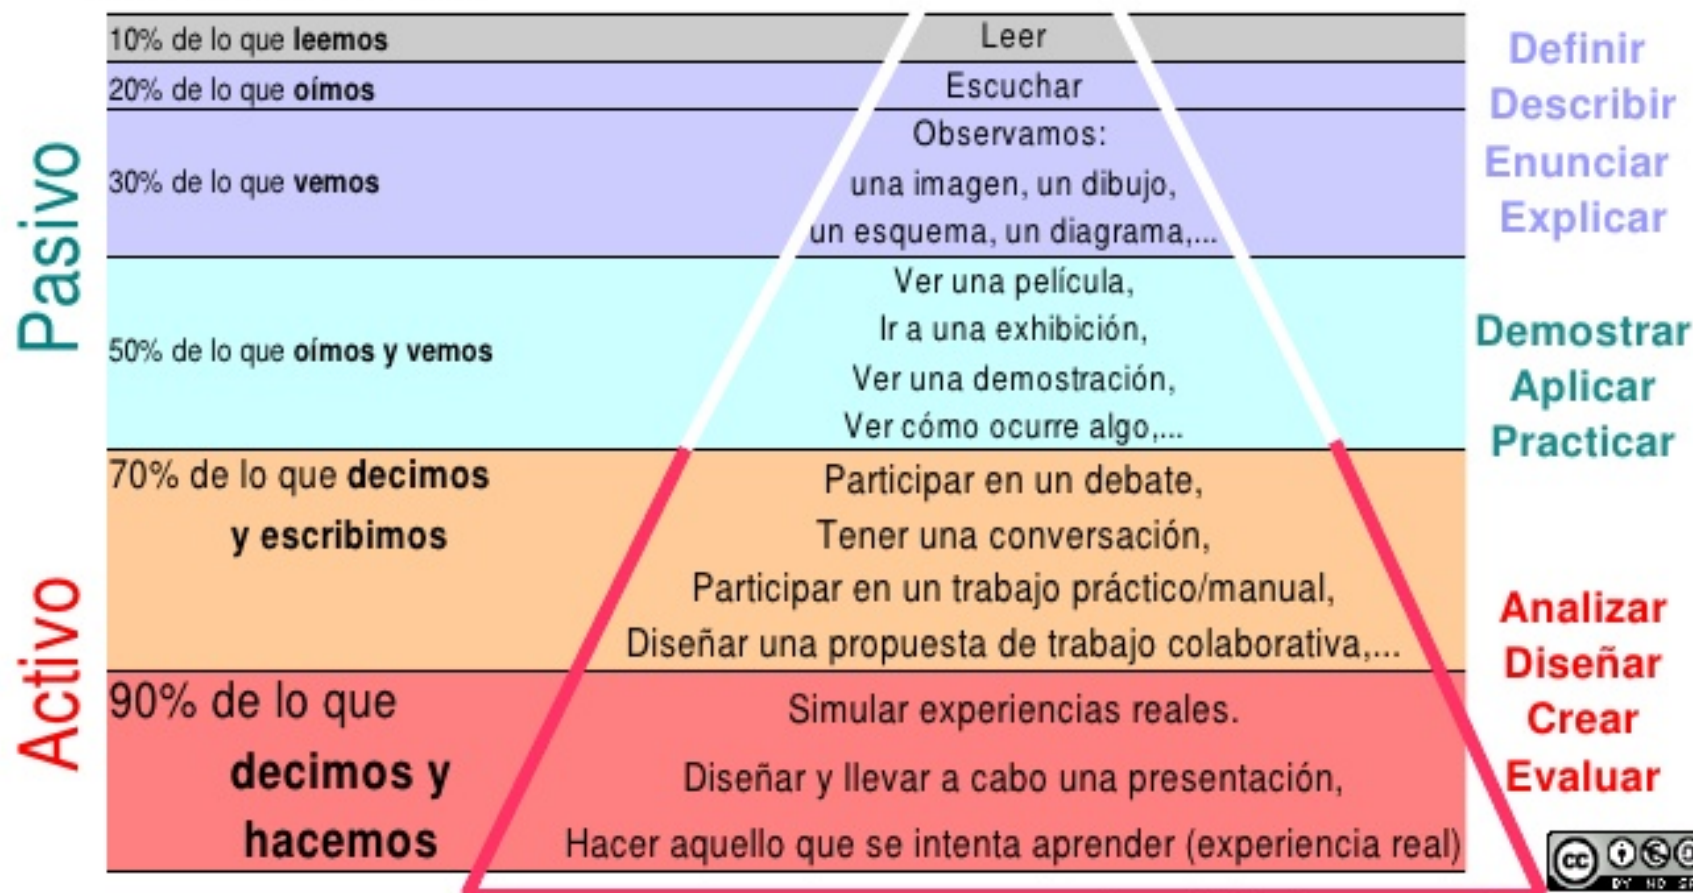 Pasivo
Activo
10% de lo que leemos
Leer
20% de lo que oímos
Escuchar
30% de lo que vemos
Observamos:
una imagen, un dibujo,
un esquema, un diagrama,...
50% de lo que oímos y vemos
Ver una película,
Ir a una exhibición,
Ver una demostración,
Ver cómo ocurre algo,...
70% de lo que decimos
y escribimos
Participar en un debate,
Tener una conversación,
Participar en un trabajo práctico/manual,
Diseñar una propuesta de trabajo colaborativa,...
90% de lo que
decimos y
hacemos
Simular experiencias reales.
Diseñar y llevar a cabo una presentación,
Hacer aquello que se intenta aprender (experiencia real)
Definir
Describir
Enunciar
Explicar
Demostrar
Aplicar
Practicar
Analizar
Diseñar
Crear
Evaluar
cc